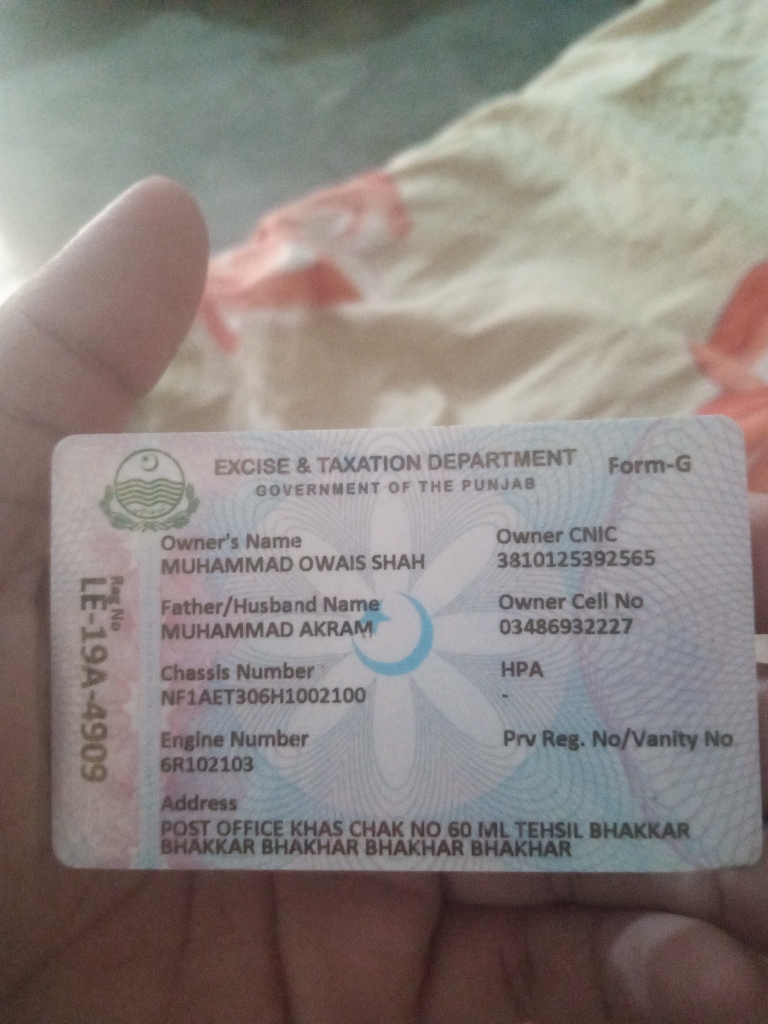 EXCISE & TAXATION DEPARTMENT
GOVERNMENT OF THE PUNJAB
Form-G
Reg No
LE-19A-4909
Owner's Name
MUHAMMAD OWAIS SHAH
Owner CNIC
3810125392565
Father/Husband Name
MUHAMMAD AKRAM
Owner Cell No
03486932227
Chassis Number
NF1AET306H1002100
HPA
-
Engine Number
6R102103
Prv Reg. No/Vanity No
Address
POST OFFICE KHAS CHAK NO 60 ML TEHSIL BHAKKAR
BHAKKAR BHAKHAR BHAKHAR BHAKHAR